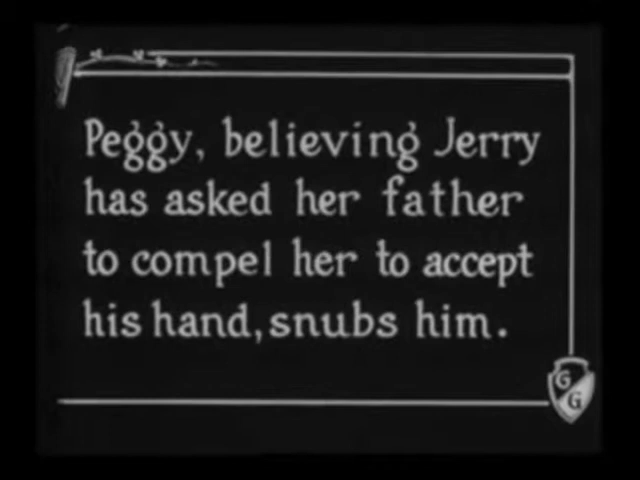 Peggy, believing Jerry
has asked her father
to compel her to accept
his hand, snubs him.
G
G